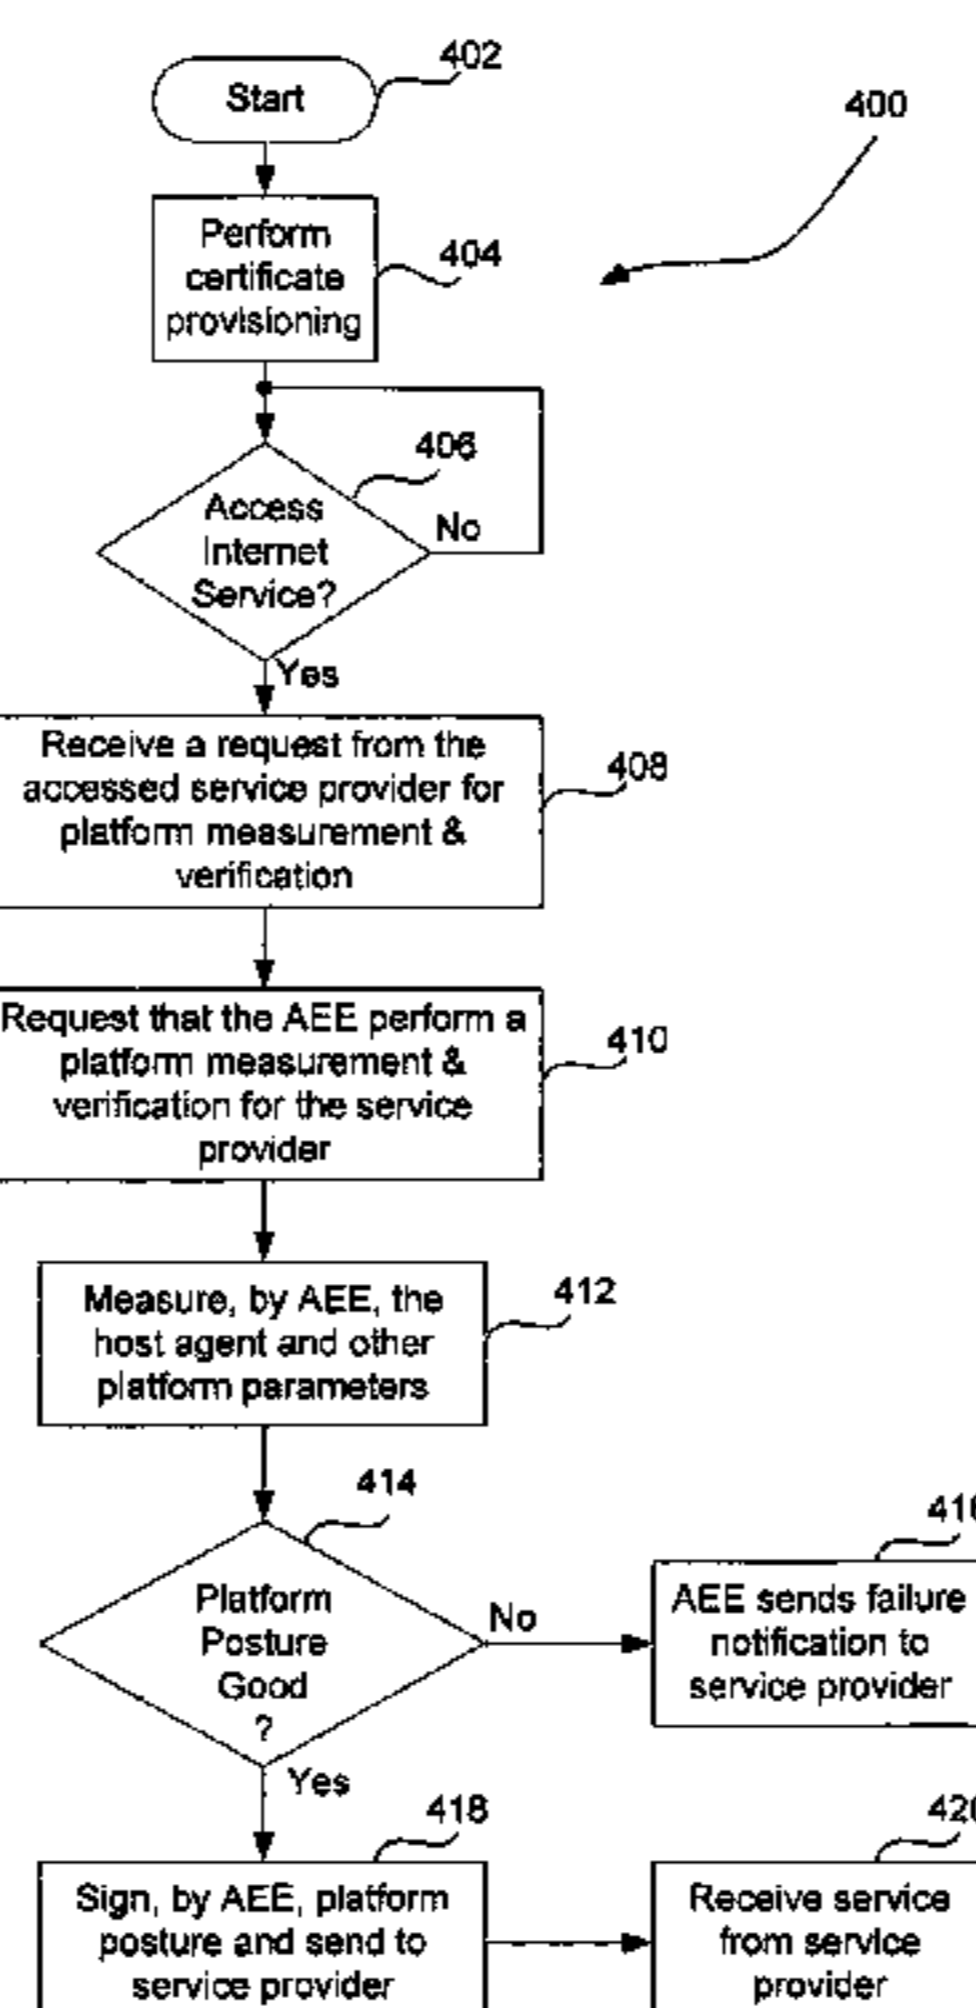 402
Start
400
Perform
certificate
provisioning
404
406
Access
Internet
Service?
No
Yes
Receive a request from the
accessed service provider for
platform measurement &
verification
408
Request that the AEE perform a
platform measurement &
verification for the service
provider
410
Measure, by AEE, the
host agent and other
platform parameters
412
414
Platform
Posture
Good
?
No
416
AEE sends failure
notification to
service provider
Yes
418
Sign, by AEE, platform
posture and send to
service provider
420
Receive service
from service
provider